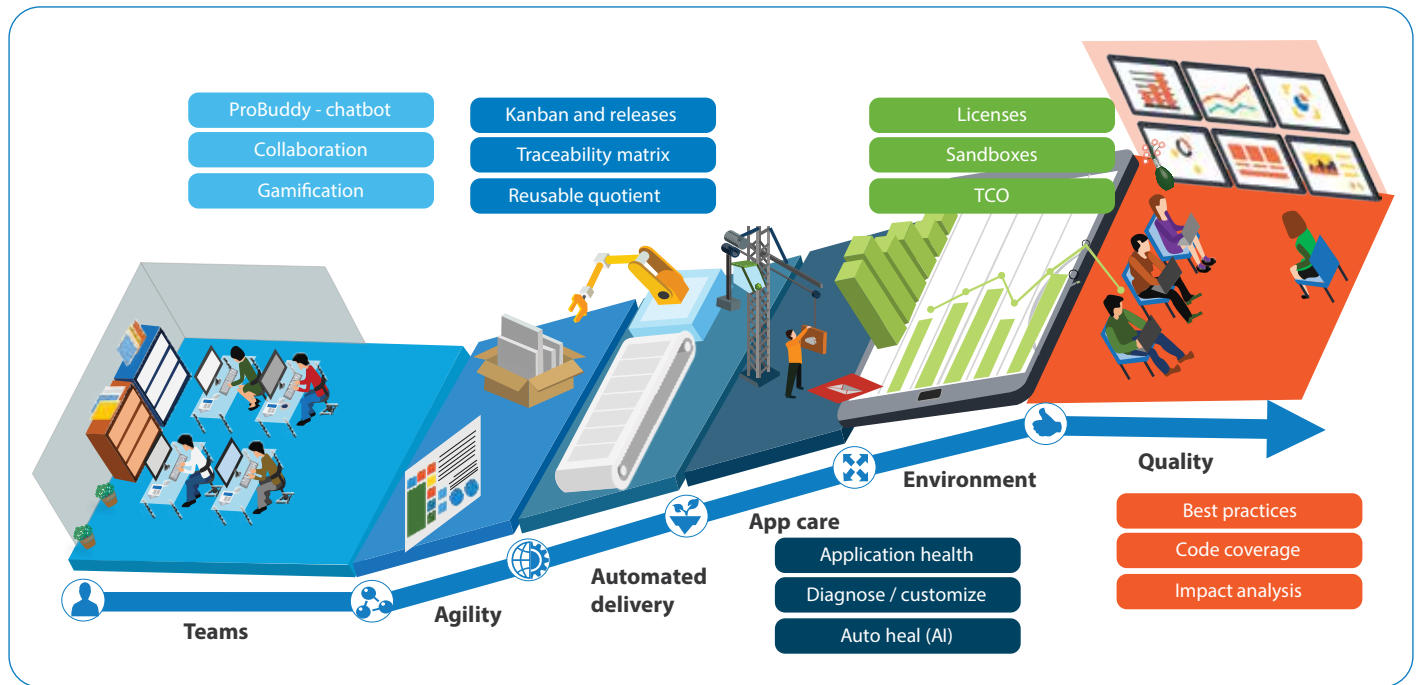 ProBuddy - chatbot
Collaboration
Gamification
Kanban and releases
Traceability matrix
Reusable quotient
Licenses
Sandboxes
TCO
Teams
Agility
Automated
delivery
App care
Environment
Quality
Application health
Diagnose / customize
Auto heal (AI)
Best practices
Code coverage
Impact analysis